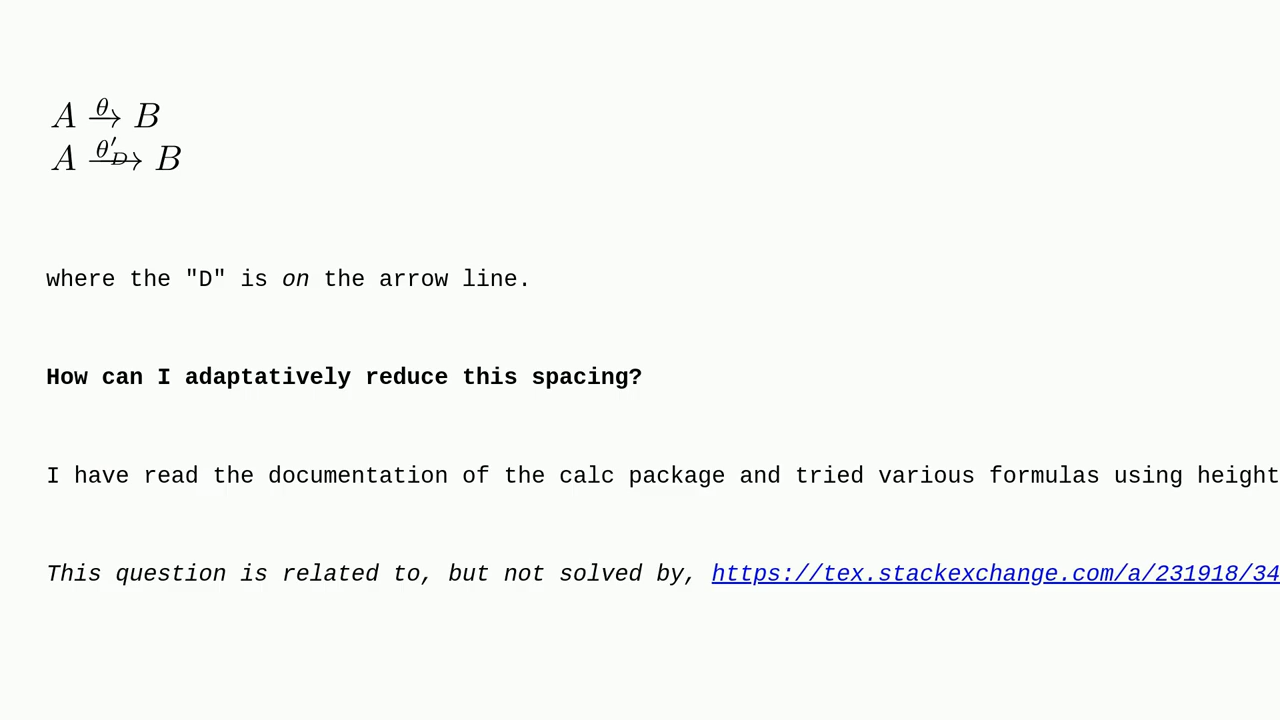 A →θ B
A →θ′_D B
where the "D" is on the arrow line.
How can I adaptatively reduce this spacing?
I have read the documentation of the calc package and tried various formulas using height
This question is related to, but not solved by, https://tex.stackexchange.com/a/231918/34